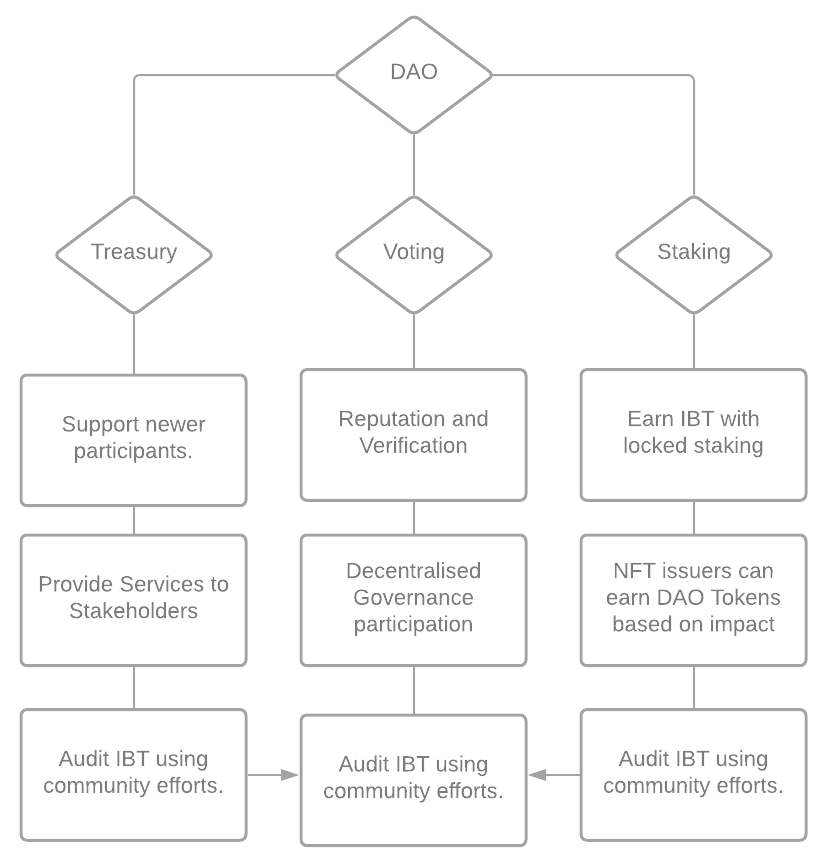 DAO
Treasury
Voting
Staking
Support newer
participants.
Reputation and
Verification
Earn IBT with
locked staking
Provide Services to
Stakeholders
Decentralised
Governance
participation
NFT issuers can
earn DAO Tokens
based on impact
Audit IBT using
community efforts.
Audit IBT using
community efforts.
Audit IBT using
community efforts.